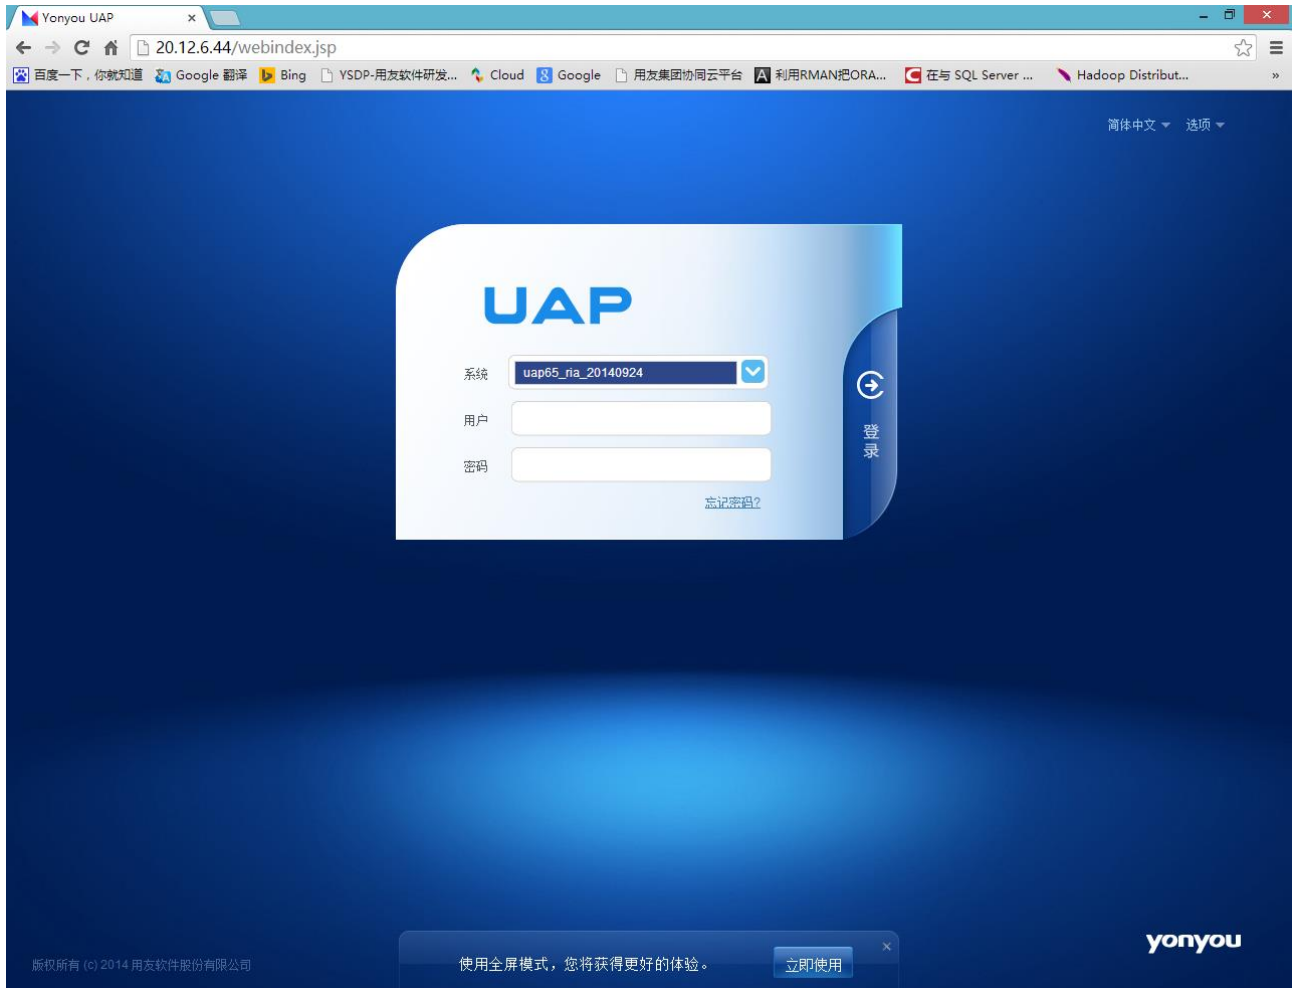 Yonyou UAP
20.12.6.44/webindex.jsp
百度一下，你就知道 Google 翻译 Bing YSDP-用友软件研发... Cloud Google 用友集团协同云平台 利用RMAN把ORA... 在与 SQL Server ... Hadoop Distribut... »
简体中文 选项
UAP
系统 uap65_ria_20140924
用户
密码
忘记密码?
登录
yonyou
版权所有 (c) 2014 用友软件股份有限公司
使用全屏模式，您将获得更好的体验。 立即使用